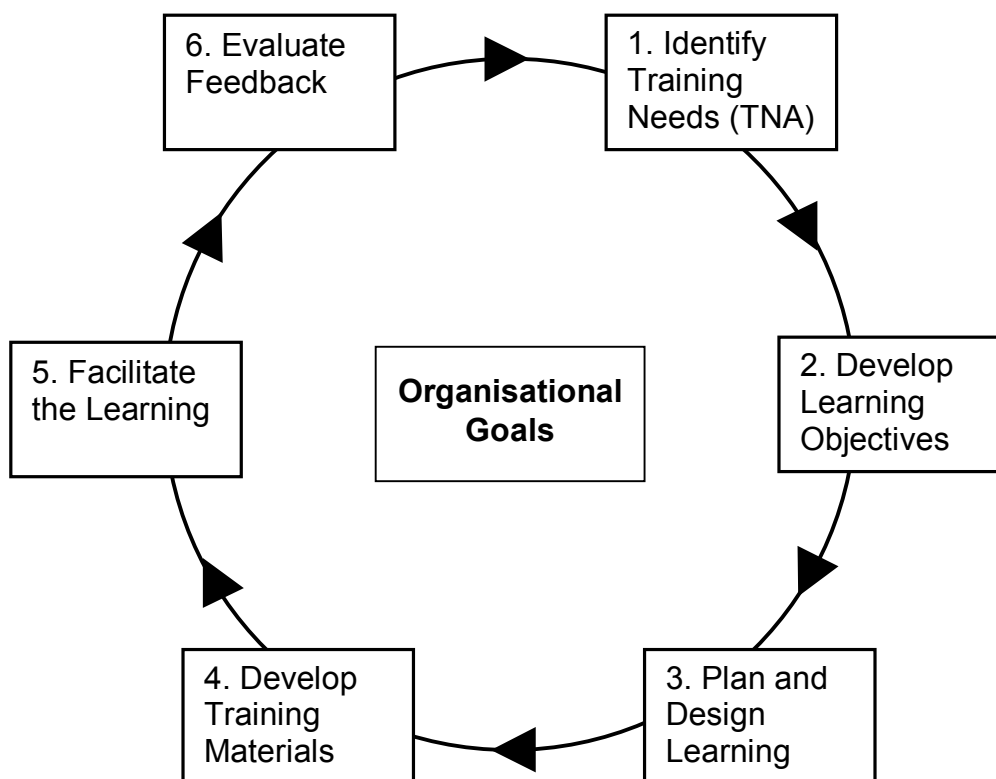 6. Evaluate
Feedback
1. Identify
Training
Needs (TNA)
5. Facilitate
the Learning
Organisational
Goals
2. Develop
Learning
Objectives
4. Develop
Training
Materials
3. Plan and
Design
Learning